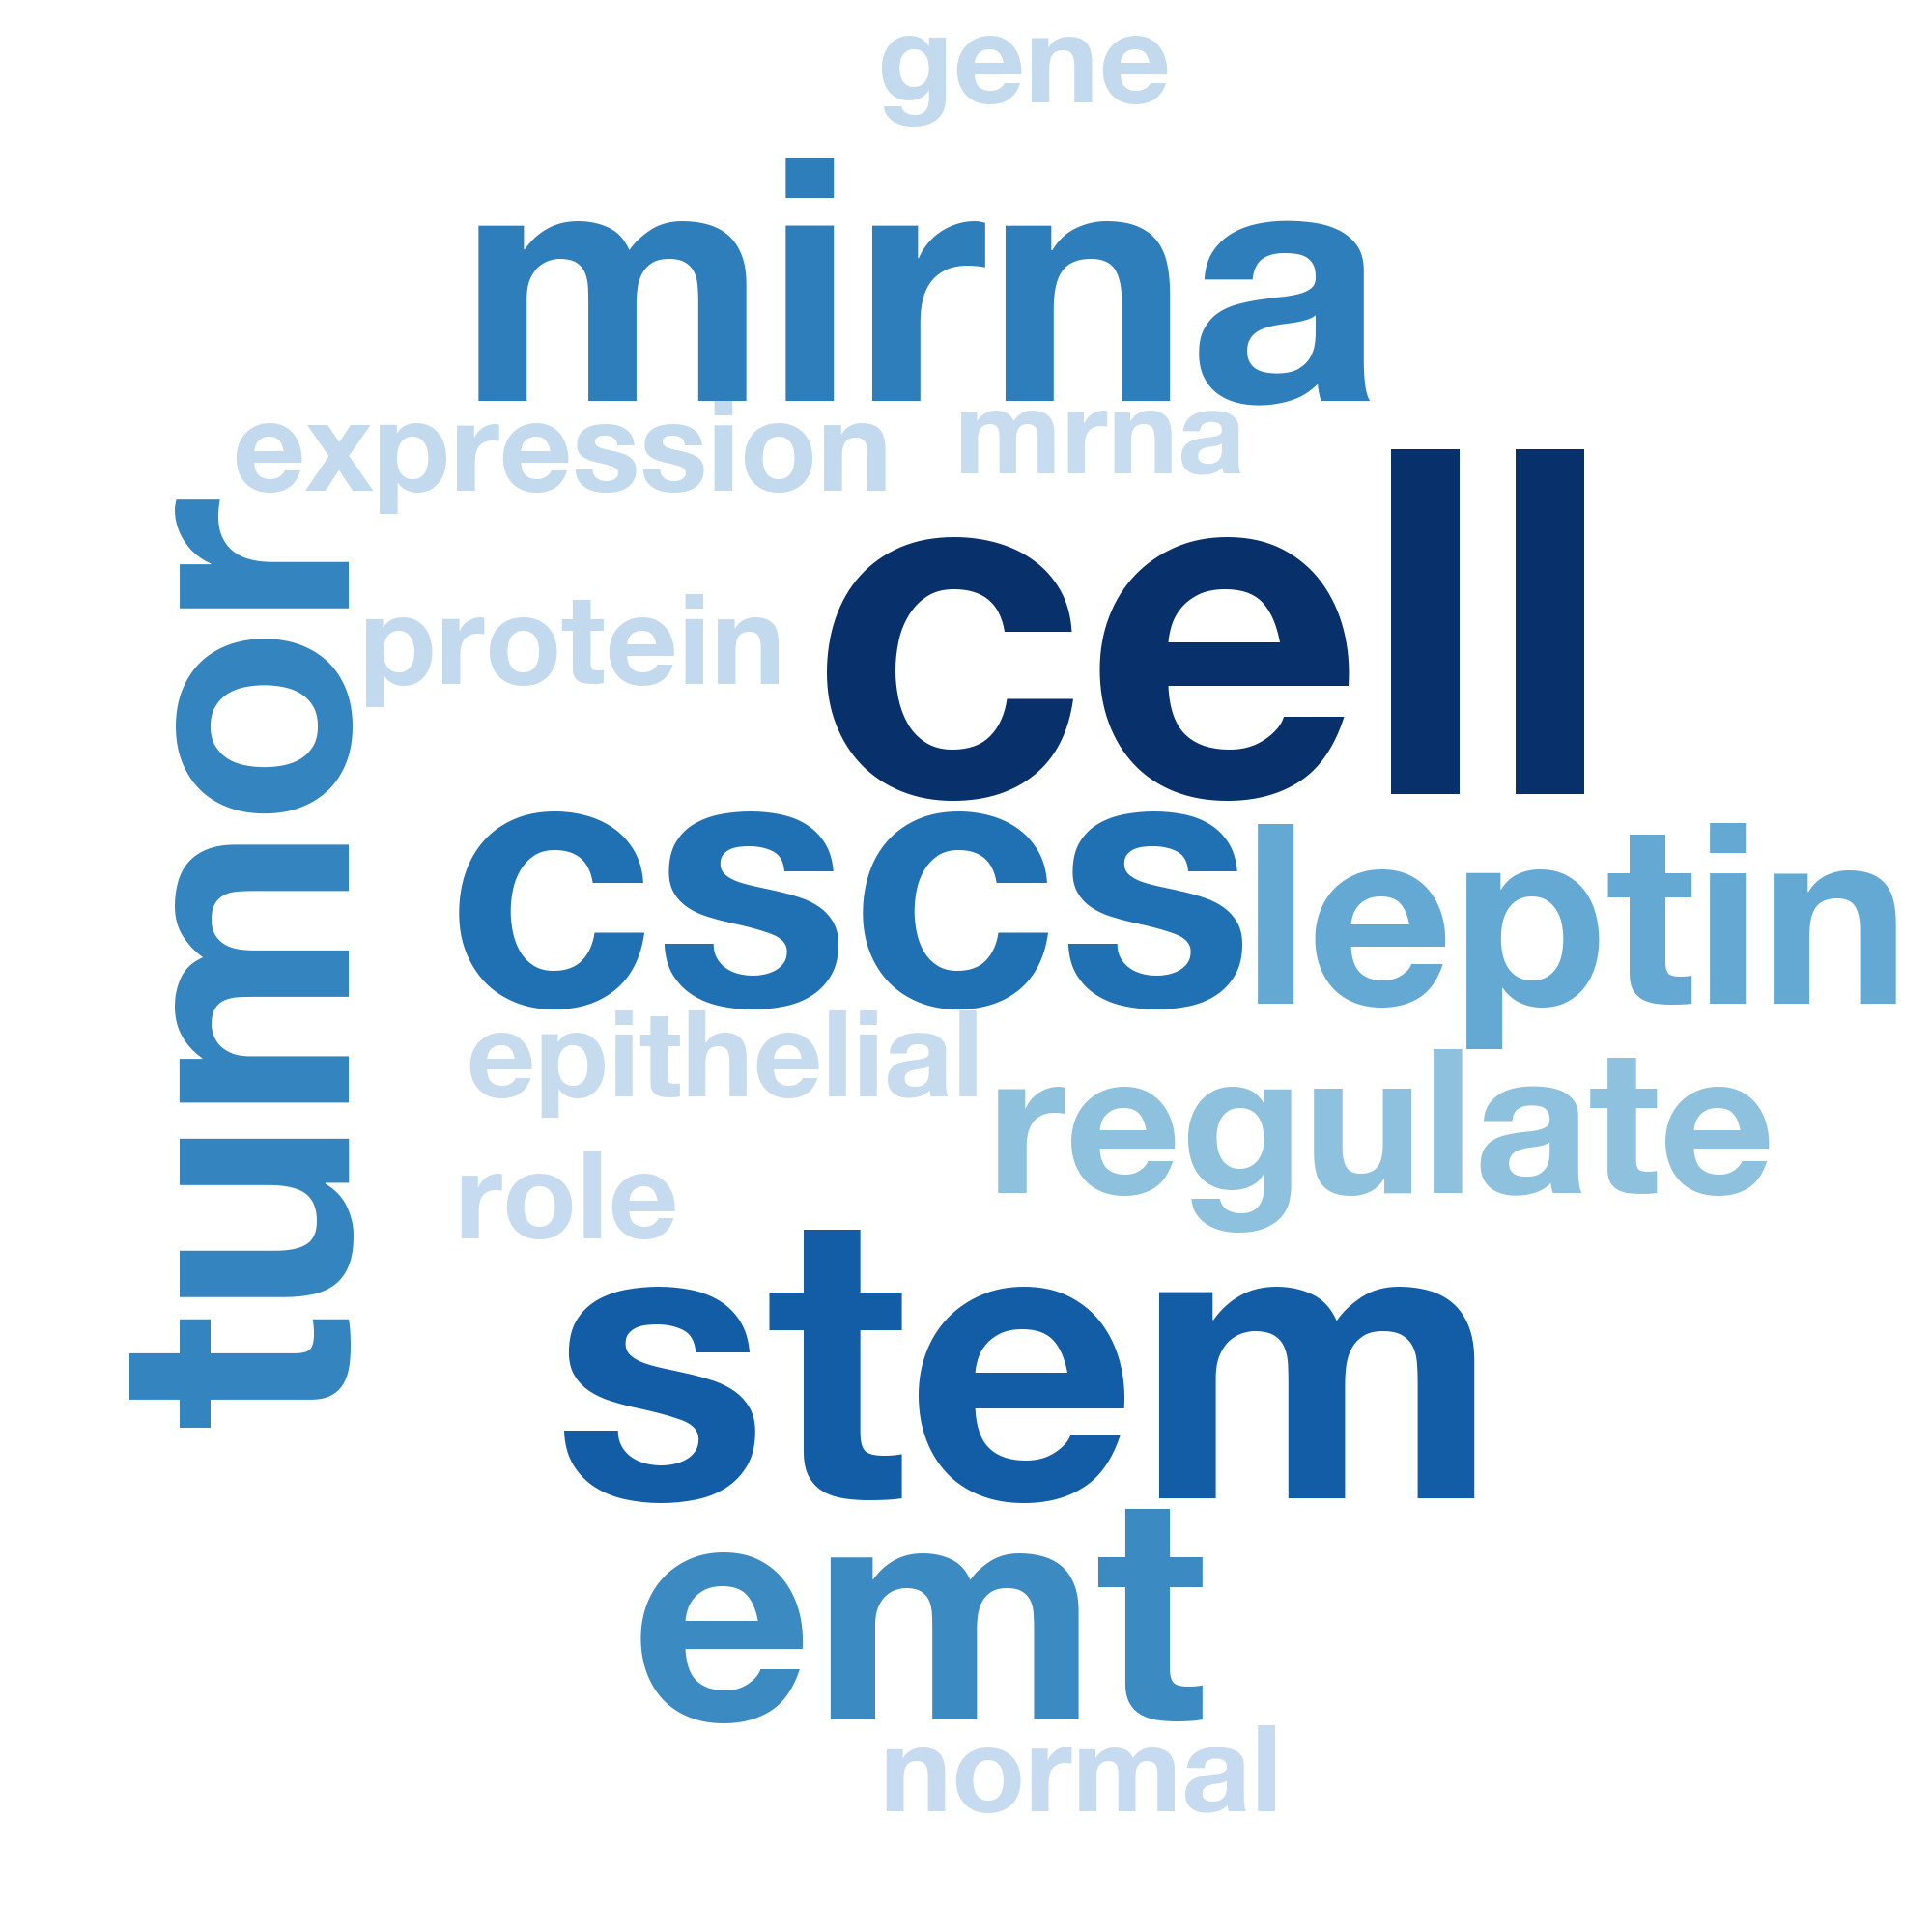 gene
mirna
expression
mrna
cell
protein
tumor
cscs
leptin
epithelial
regulate
role
stem
emt
normal